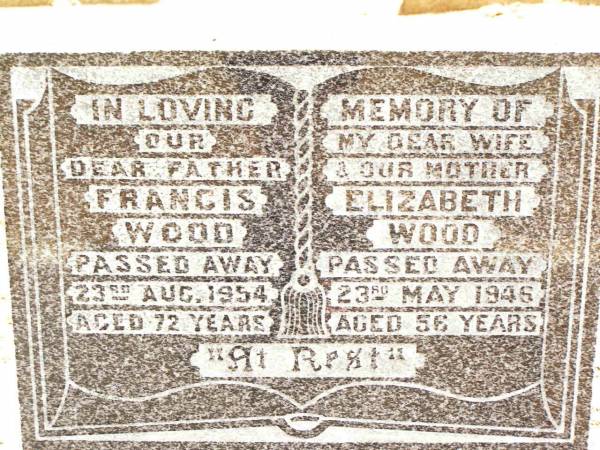 IN LOVING
OUR
DEAR FATHER
FRANCIS
WOOD
PASSED AWAY
23RD AUG. 1954
AGED 72 YEARS
MEMORY OF
MY DEAR WIFE
& OUR MOTHER
ELIZABETH
WOOD
PASSED AWAY
23RD MAY 1946
AGED 56 YEARS
"At Rest"